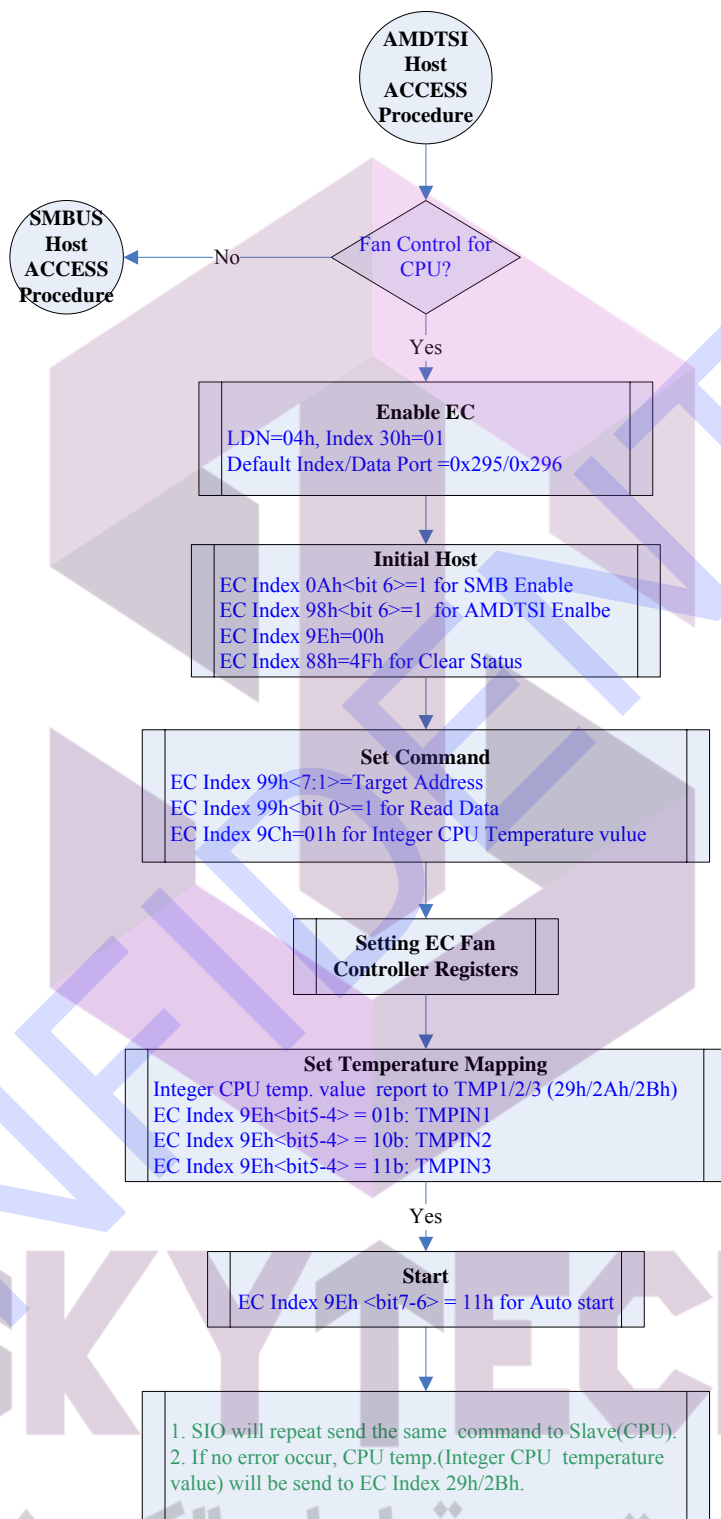 AMDTSI
Host
ACCESS
Procedure
SMBUS
Host
ACCESS
Procedure
No
Fan Control for
CPU?
Yes
Enable EC
LDN=04h, Index 30h=01
Default Index/Data Port =0x295/0x296
Initial Host
EC Index 0Ah<bit 6>=1 for SMB Enable
EC Index 98h<bit 6>=1  for AMDTSI Enalbe
EC Index 9Eh=00h
EC Index 88h=4Fh for Clear Status
Set Command
EC Index 99h<7:1>=Target Address
EC Index 99h<bit 0>=1 for Read Data
EC Index 9Ch=01h for Integer CPU Temperature vulue
Setting EC Fan
Controller Registers
Set Temperature Mapping
Integer CPU temp. value  report to TMP1/2/3 (29h/2Ah/2Bh)
EC Index 9Eh<bit5-4> = 01b: TMPIN1
EC Index 9Eh<bit5-4> = 10b: TMPIN2
EC Index 9Eh<bit5-4> = 11b: TMPIN3
Yes
Start
EC Index 9Eh <bit7-6> = 11h for Auto start
1. SIO will repeat send the same  command to Slave(CPU).
2. If no error occur, CPU temp.(Integer CPU  temperature
value) will be send to EC Index 29h/2Bh.
SKYTEC